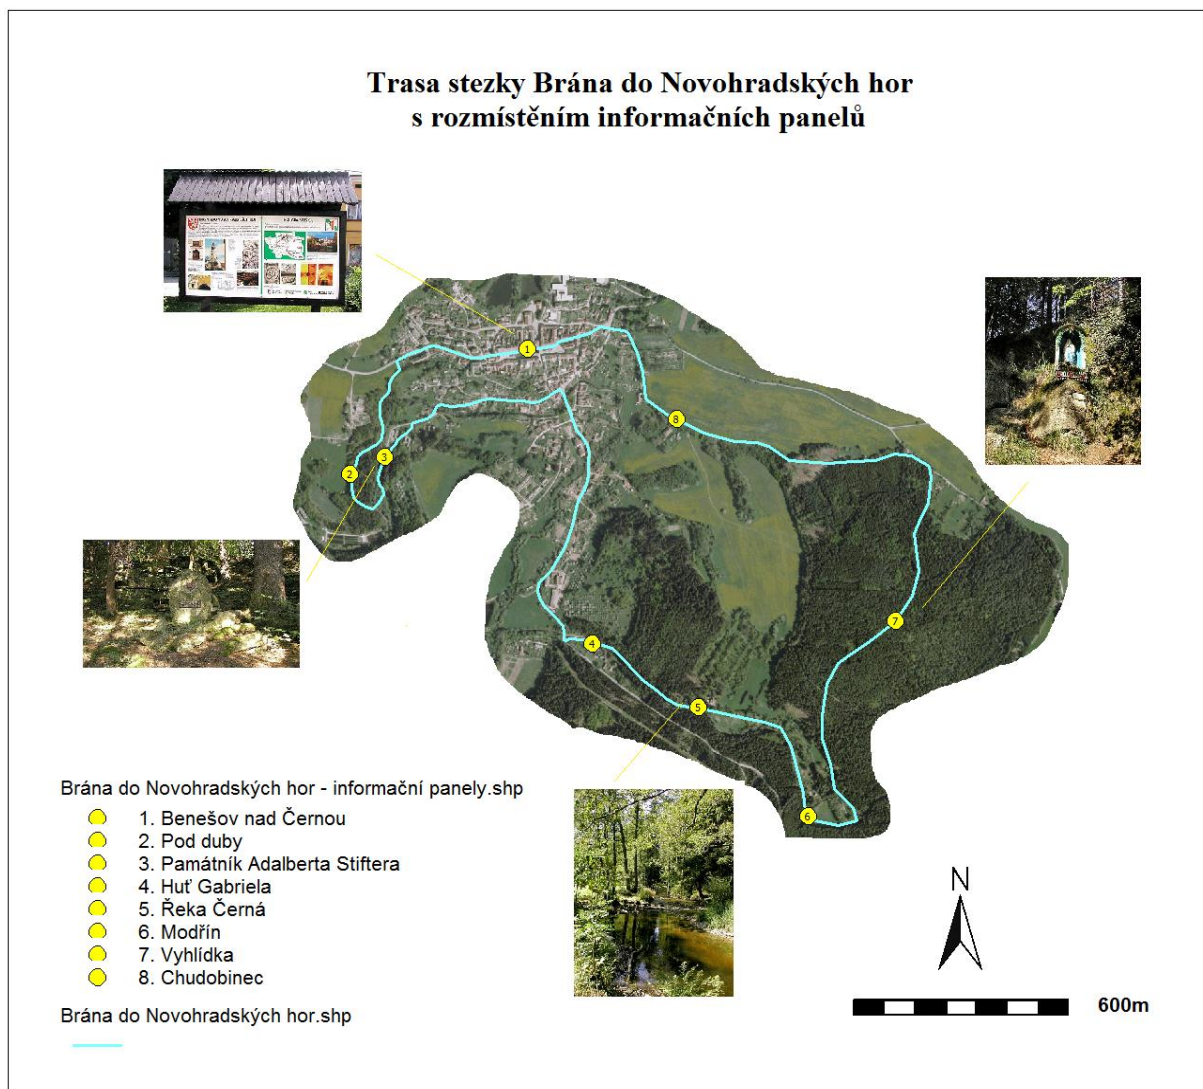 Trasa stezky Brána do Novohradských hor
s rozmístěním informačních panelů
1
2
3
4
5
6
7
8
Brána do Novohradských hor - informační panely.shp
1. Benešov nad Černou
2. Pod duby
3. Památník Adalberta Stiftera
4. Huť Gabriela
5. Řeka Černá
6. Modřín
7. Vyhlídka
8. Chudobinec
Brána do Novohradských hor.shp
N
600m